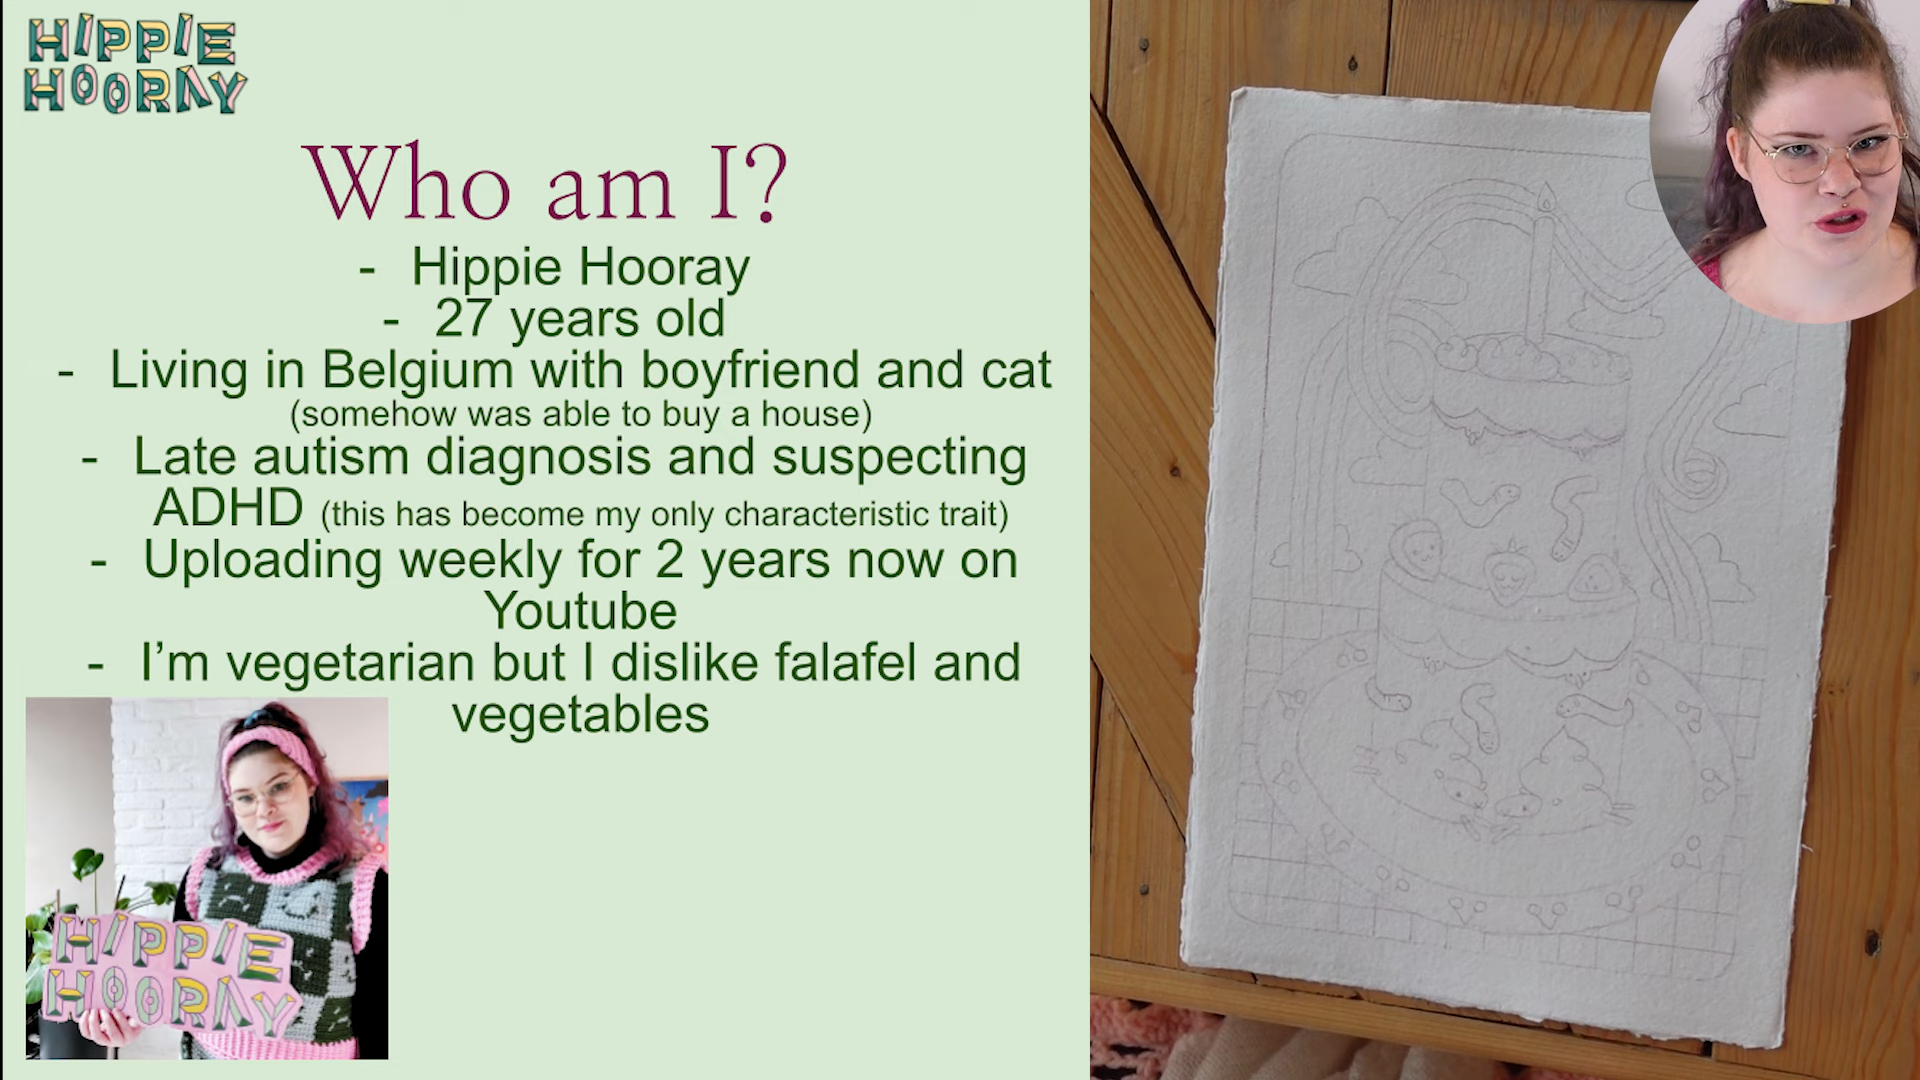 HIPPIE
HOORAY
Who am I?
- Hippie Hooray
- 27 years old
- Living in Belgium with boyfriend and cat
(somehow was able to buy a house)
- Late autism diagnosis and suspecting
ADHD (this has become my only characteristic trait)
- Uploading weekly for 2 years now on
Youtube
- I'm vegetarian but I dislike falafel and
vegetables
HIPPIE
HOORAY